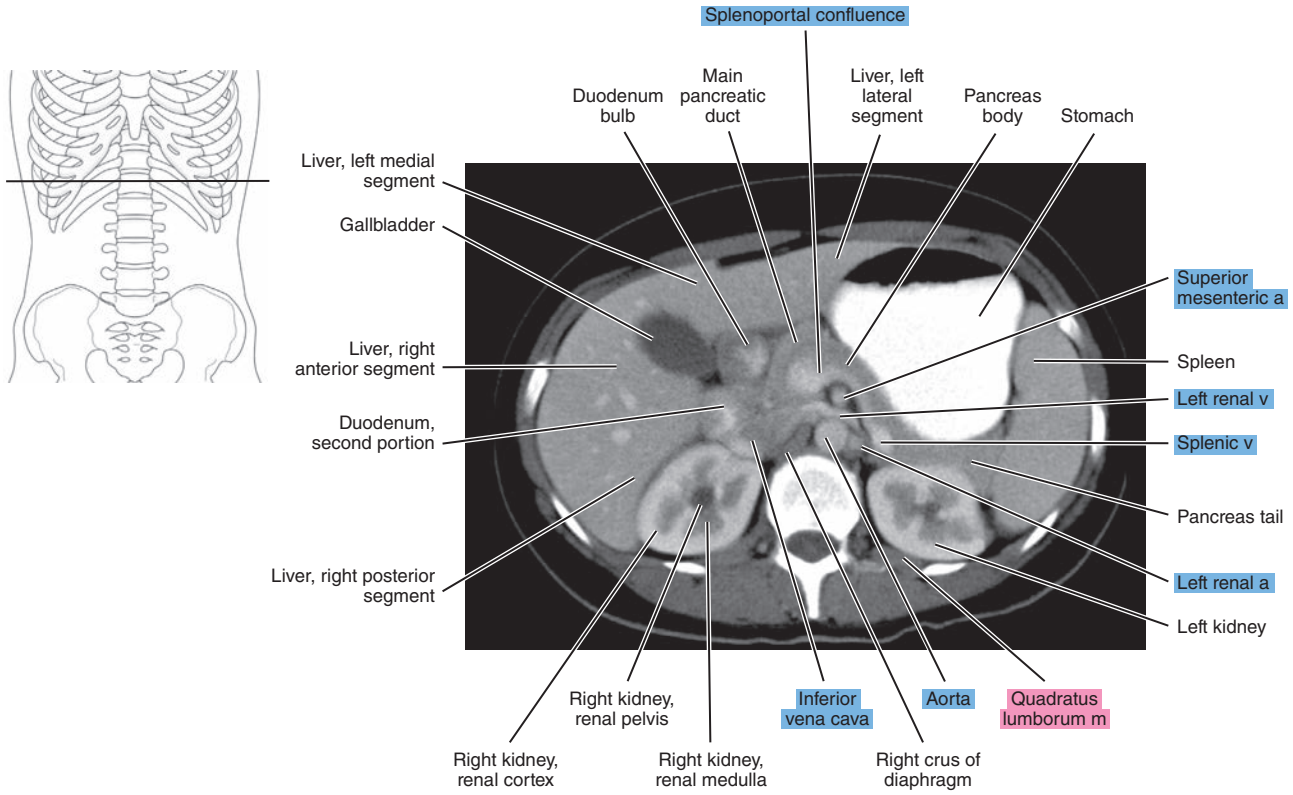 Splenoportal confluence
Duodenum
bulb
Main
pancreatic
duct
Liver, left
lateral
segment
Pancreas
body
Stomach
Liver, left medial
segment
Gallbladder
Liver, right
anterior segment
Duodenum,
second portion
Liver, right posterior
segment
Superior
mesenteric a
Spleen
Left renal v
Splenic v
Pancreas tail
Left renal a
Left kidney
Right kidney,
renal cortex
Right kidney,
renal pelvis
Right kidney,
renal medulla
Inferior
vena cava
Right crus of
diaphragm
Aorta
Quadratus
lumborum m